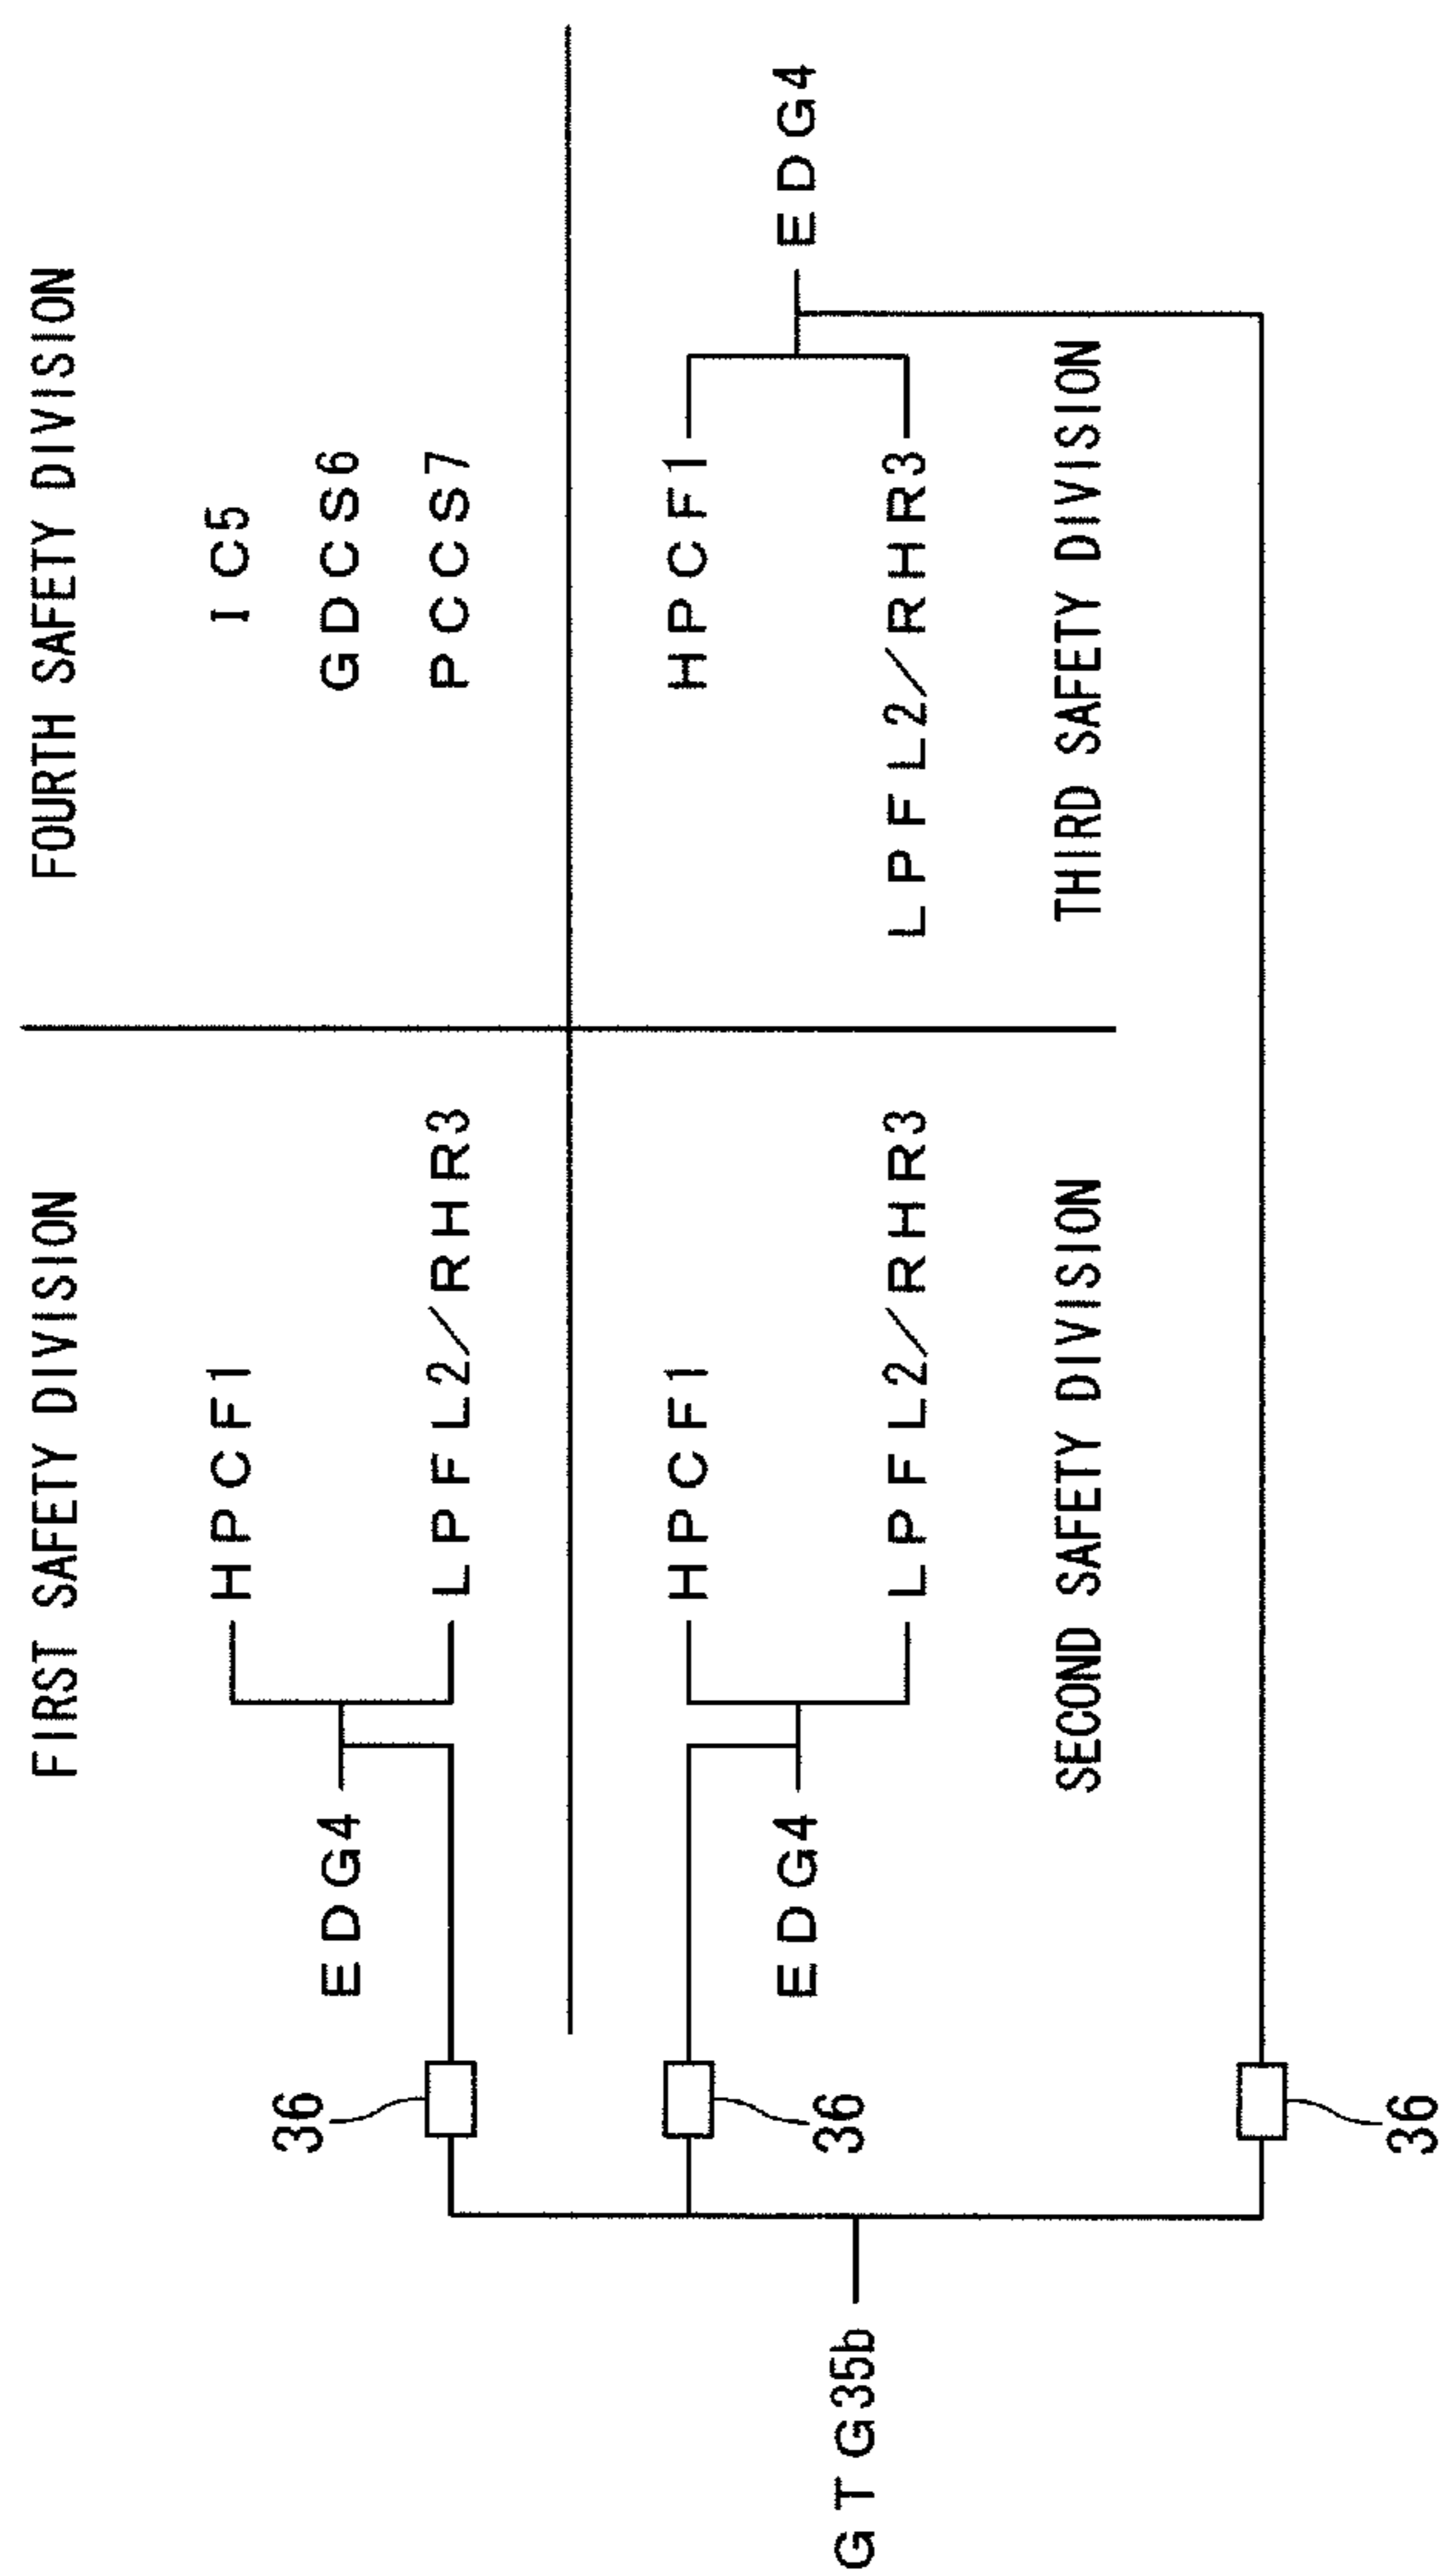 FIRST SAFETY DIVISION
FOURTH SAFETY DIVISION
HPCF1
IC5
EDG4
GDCS6
36
LPFL2/RHR3
PCCS7
HPCF1
HPCF1
EDG4
EDG4
36
LPFL2/RHR3
LPFL2/RHR3
GTG35b
SECOND SAFETY DIVISION
THIRD SAFETY DIVISION
36